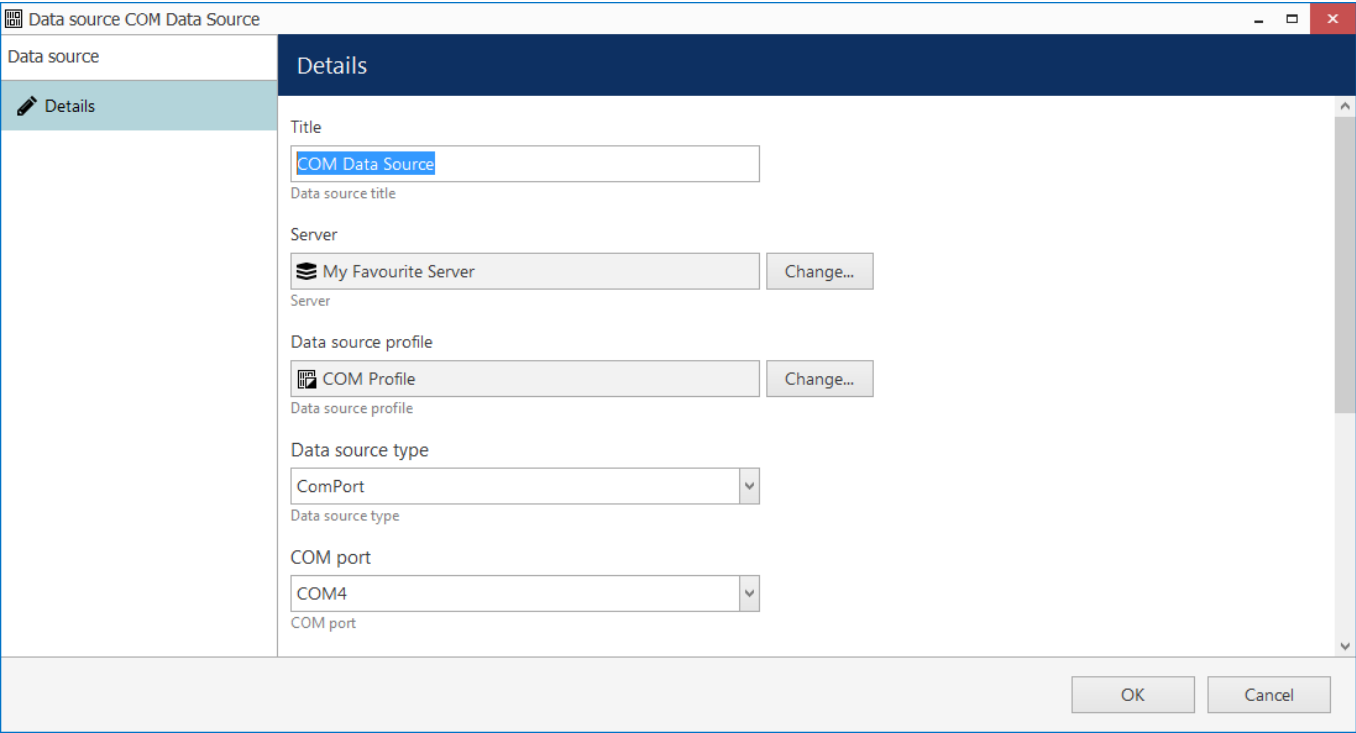 Data source COM Data Source
Data source
Details
Details
Title
COM Data Source
Data source title
Server
My Favourite Server
Change...
Server
Data source profile
COM Profile
Change...
Data source profile
Data source type
ComPort
Data source type
COM port
COM4
COM port
OK
Cancel